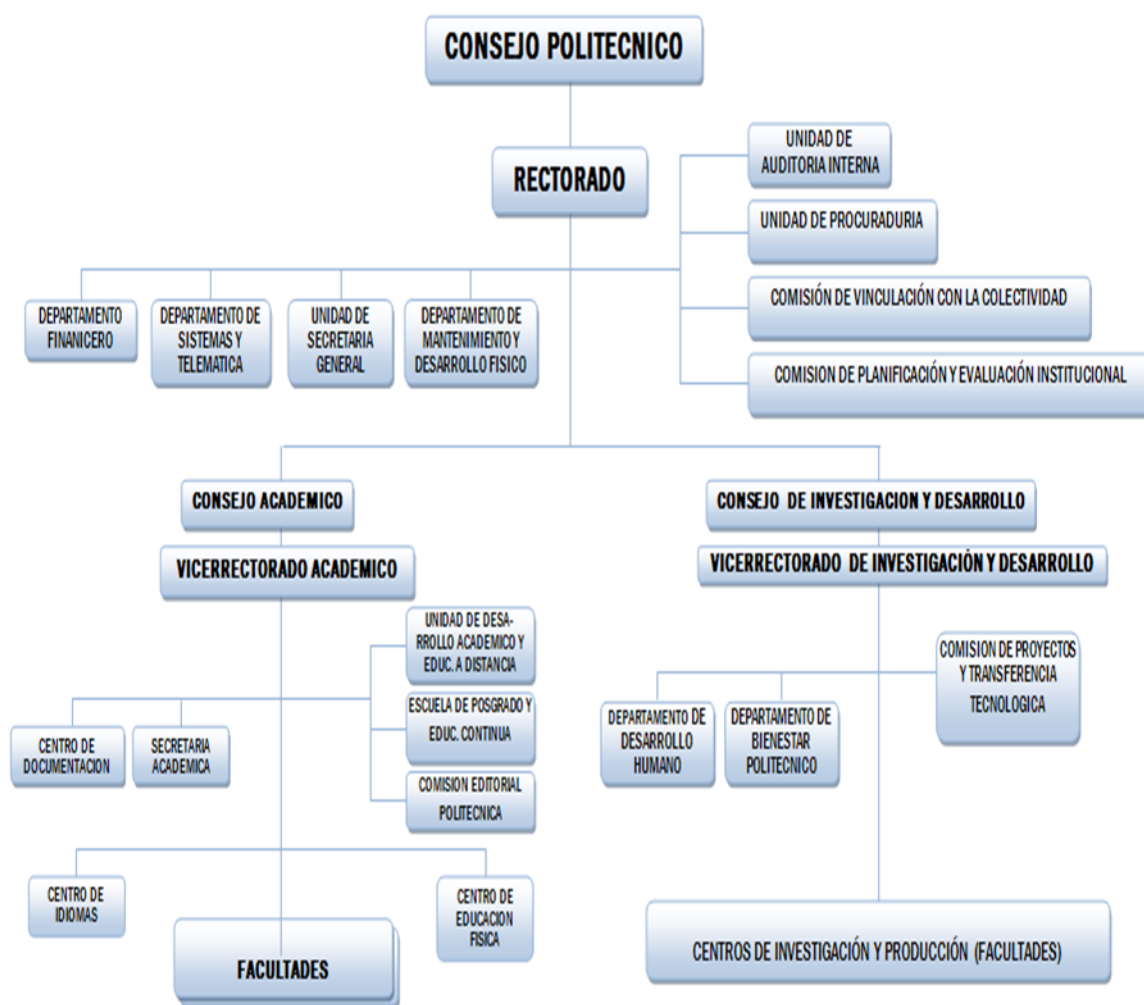 CONSEJO POLITECNICO
RECTORADO
UNIDAD DE
AUDITORIA INTERNA
UNIDAD DE PROCURADURIA
COMISIÓN DE VINCULACIÓN CON LA COLECTIVIDAD
COMISION DE PLANIFICACIÓN Y EVALUACIÓN INSTITUCIONAL
DEPARTAMENTO
FINANICERO
DEPARTAMENTO DE
SISTEMAS Y
TELEMATICA
UNIDAD DE
SECRETARIA
GENERAL
DEPARTAMENTO DE
MANTENIMIENTO Y
DESARROLLO FISICO
CONSEJO ACADEMICO
VICERRECTORADO ACADEMICO
CONSEJO DE INVESTIGACION Y DESARROLLO
VICERRECTORADO DE INVESTIGACIÓN Y DESARROLLO
UNIDAD DE DESA-
RROLLO ACADEMICO Y
EDUC. A DISTANCIA
ESCUELA DE POSGRADO Y
EDUC. CONTINUA
COMISION EDITORIAL
POLITECNICA
CENTRO DE
DOCUMENTACION
SECRETARIA
ACADEMICA
COMISION DE PROYECTOS
Y TRANSFERENCIA
TECNOLOGICA
DEPARTAMENTO DE
DESARROLLO
HUMANO
DEPARTAMENTO DE
BIENESTAR
POLITECNICO
CENTRO DE
IDIOMAS
CENTRO DE
EDUCACION
FISICA
FACULTADES
CENTROS DE INVESTIGACIÓN Y PRODUCCIÓN (FACULTADES)